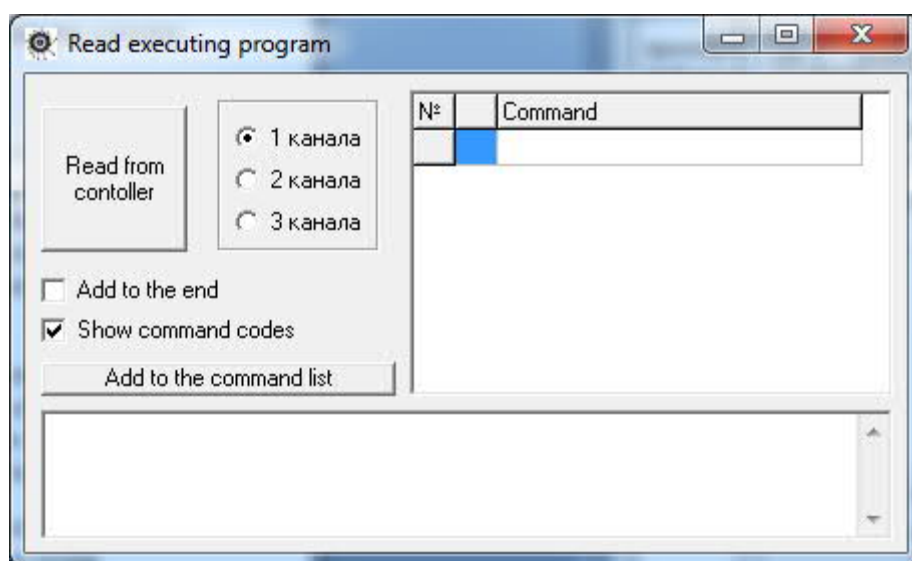 Read executing program
Read from
contoller
1 канала
2 канала
3 канала
Add to the end
Show command codes
Add to the command list
№ Command